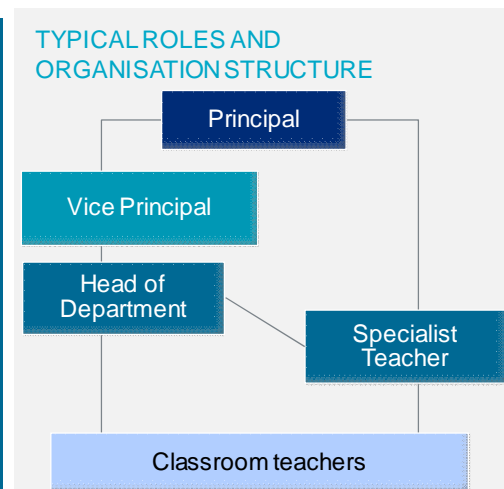 TYPICAL ROLES AND
ORGANISATION STRUCTURE
Principal
Vice Principal
Head of
Department
Specialist
Teacher
Classroom teachers